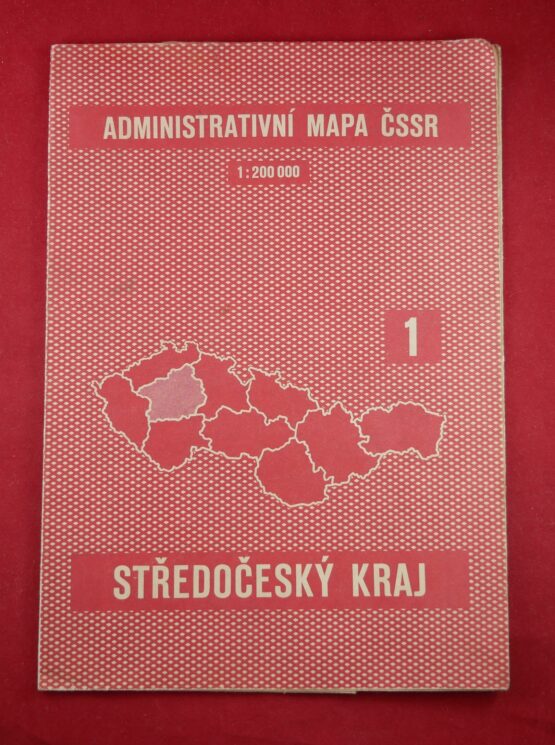 ADMINISTRATIVNÍ MAPA ČSSR
1:200 000
1
STŘEDOČESKÝ KRAJ